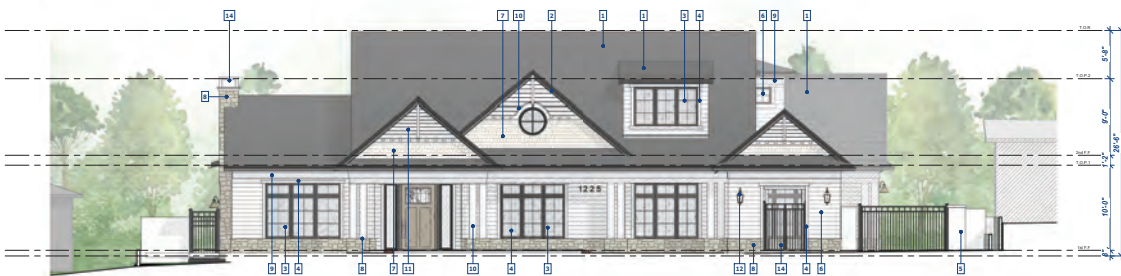 14 7 10 2 1 1 3 4 6 9 1
T.O.R
5'-8"
T.O.P.2
8
9'-0"
26'-6"
2nd F.F
1'-2"
T.O.P.1
1225
10'-0"
1st F.F
9 3 4 8 7 11 10 4 3 12 8 14 4 6 5